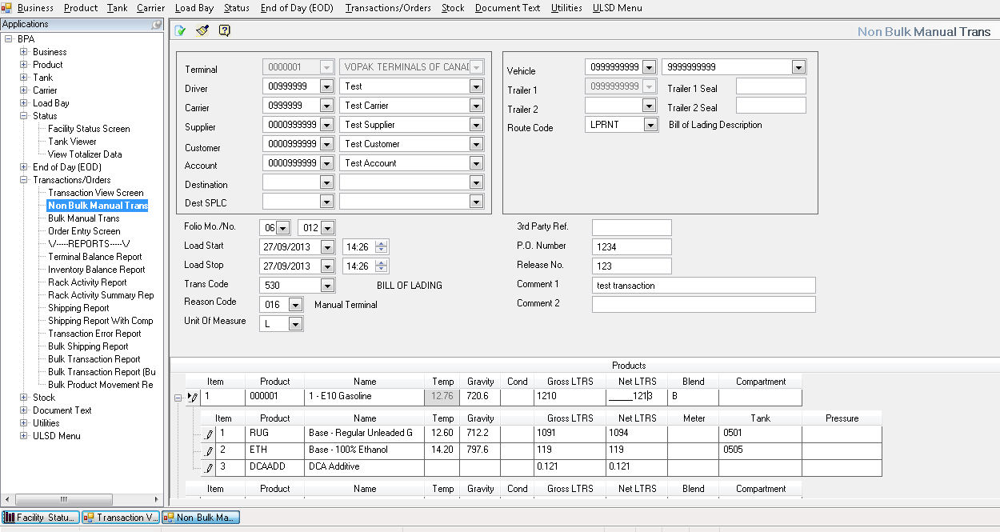 Business Product Tank Carrier Load Bay Status End of Day (EOD) Transactions/Orders Stock Document Text Utilities ULSD Menu
Applications
BPA
Business
Product
Tank
Carrier
Load Bay
Status
Facility Status Screen
Tank Viewer
View Totalizer Data
End of Day (EOD)
Transactions/Orders
Transaction View Screen
Non Bulk Manual Trans
Bulk Manual Trans
Order Entry Screen
\/-----REPORTS-----\/
Terminal Balance Report
Inventory Balance Report
Rack Activity Report
Rack Activity Summary Rep
Shipping Report
Shipping Report With Comp
Transaction Error Report
Bulk Shipping Report
Bulk Transaction Report
Bulk Transaction Report (Bu
Bulk Product Movement Re
Stock
Document Text
Utilities
ULSD Menu
Non Bulk Manual Trans
Terminal 0000001 VOPAK TERMINALS OF CANA
Driver 00999999 Test
Carrier 0999999 Test Carrier
Supplier 0000999999 Test Supplier
Customer 0000999999 Test Customer
Account 0000999999 Test Account
Destination
Dest SPLC
Vehicle 0999999999 9999999999
Trailer 1 0999999999 Trailer 1 Seal
Trailer 2 Trailer 2 Seal
Route Code LPRNT Bill of Lading Description
Folio Mo./No. 06 012
Load Start 27/09/2013 14:26
Load Stop 27/09/2013 14:26
Trans Code 530 BILL OF LADING
Reason Code 016 Manual Terminal
Unit Of Measure L
3rd Party Ref.
P.O. Number 1234
Release No. 123
Comment 1 test transaction
Comment 2
Products
Item Product Name Temp Gravity Cond Gross LTRS Net LTRS Blend Compartment
1 000001 1 - E10 Gasoline 12.76 720.6 1210 _____1213 B
Item Product Name Temp Gravity Gross LTRS Net LTRS Meter Tank Pressure
1 RUG Base - Regular Unleaded G 12.60 712.2 1091 1094 0501
2 ETH Base - 100% Ethanol 14.20 797.6 119 119 0505
3 DCAADD DCA Additive 0.121 0.121
Item Product Name Temp Gravity Cond Gross LTRS Net LTRS Blend Compartment
Facility Statu... Transaction V... Non Bulk Ma...